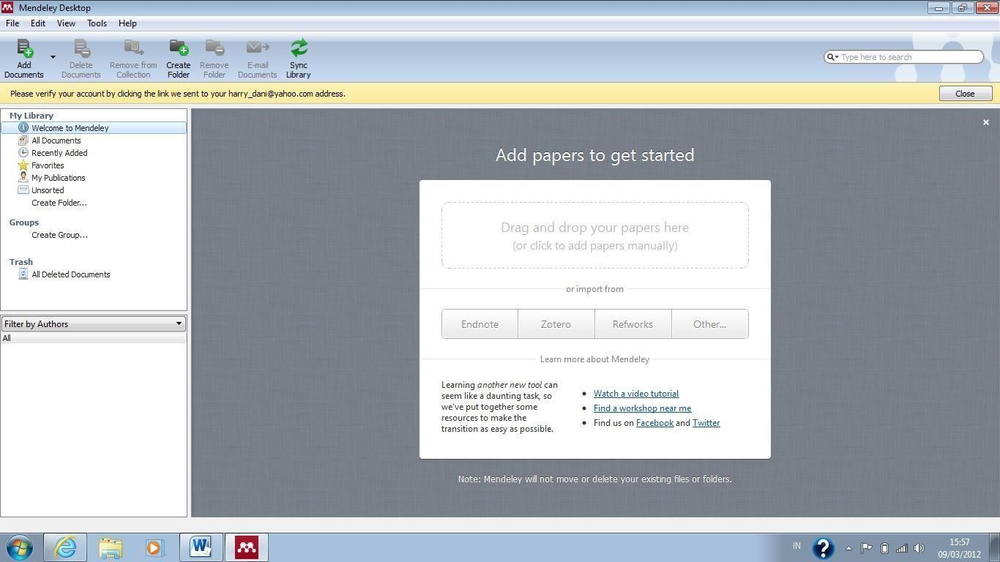 Mendeley Desktop
File Edit View Tools Help
Add Documents
Delete Documents
Remove from Collection
Create Folder
Remove Folder
E-mail Documents
Sync Library
Type here to search
Please verify your account by clicking the link we sent to your harry_dani@yahoo.com address.
Close
My Library
Welcome to Mendeley
All Documents
Recently Added
Favorites
My Publications
Unsorted
Create Folder...
Groups
Create Group...
Trash
All Deleted Documents
Filter by Authors
All
Add papers to get started
Drag and drop your papers here
(or click to add papers manually)
or import from
Endnote Zotero Refworks Other...
Learn more about Mendeley
Learning another new tool can
seem like a daunting task, so
we've put together some
resources to make the
transition as easy as possible.
Watch a video tutorial
Find a workshop near me
Find us on Facebook and Twitter
Note: Mendeley will not move or delete your existing files or folders.
IN
15:57
09/03/2012